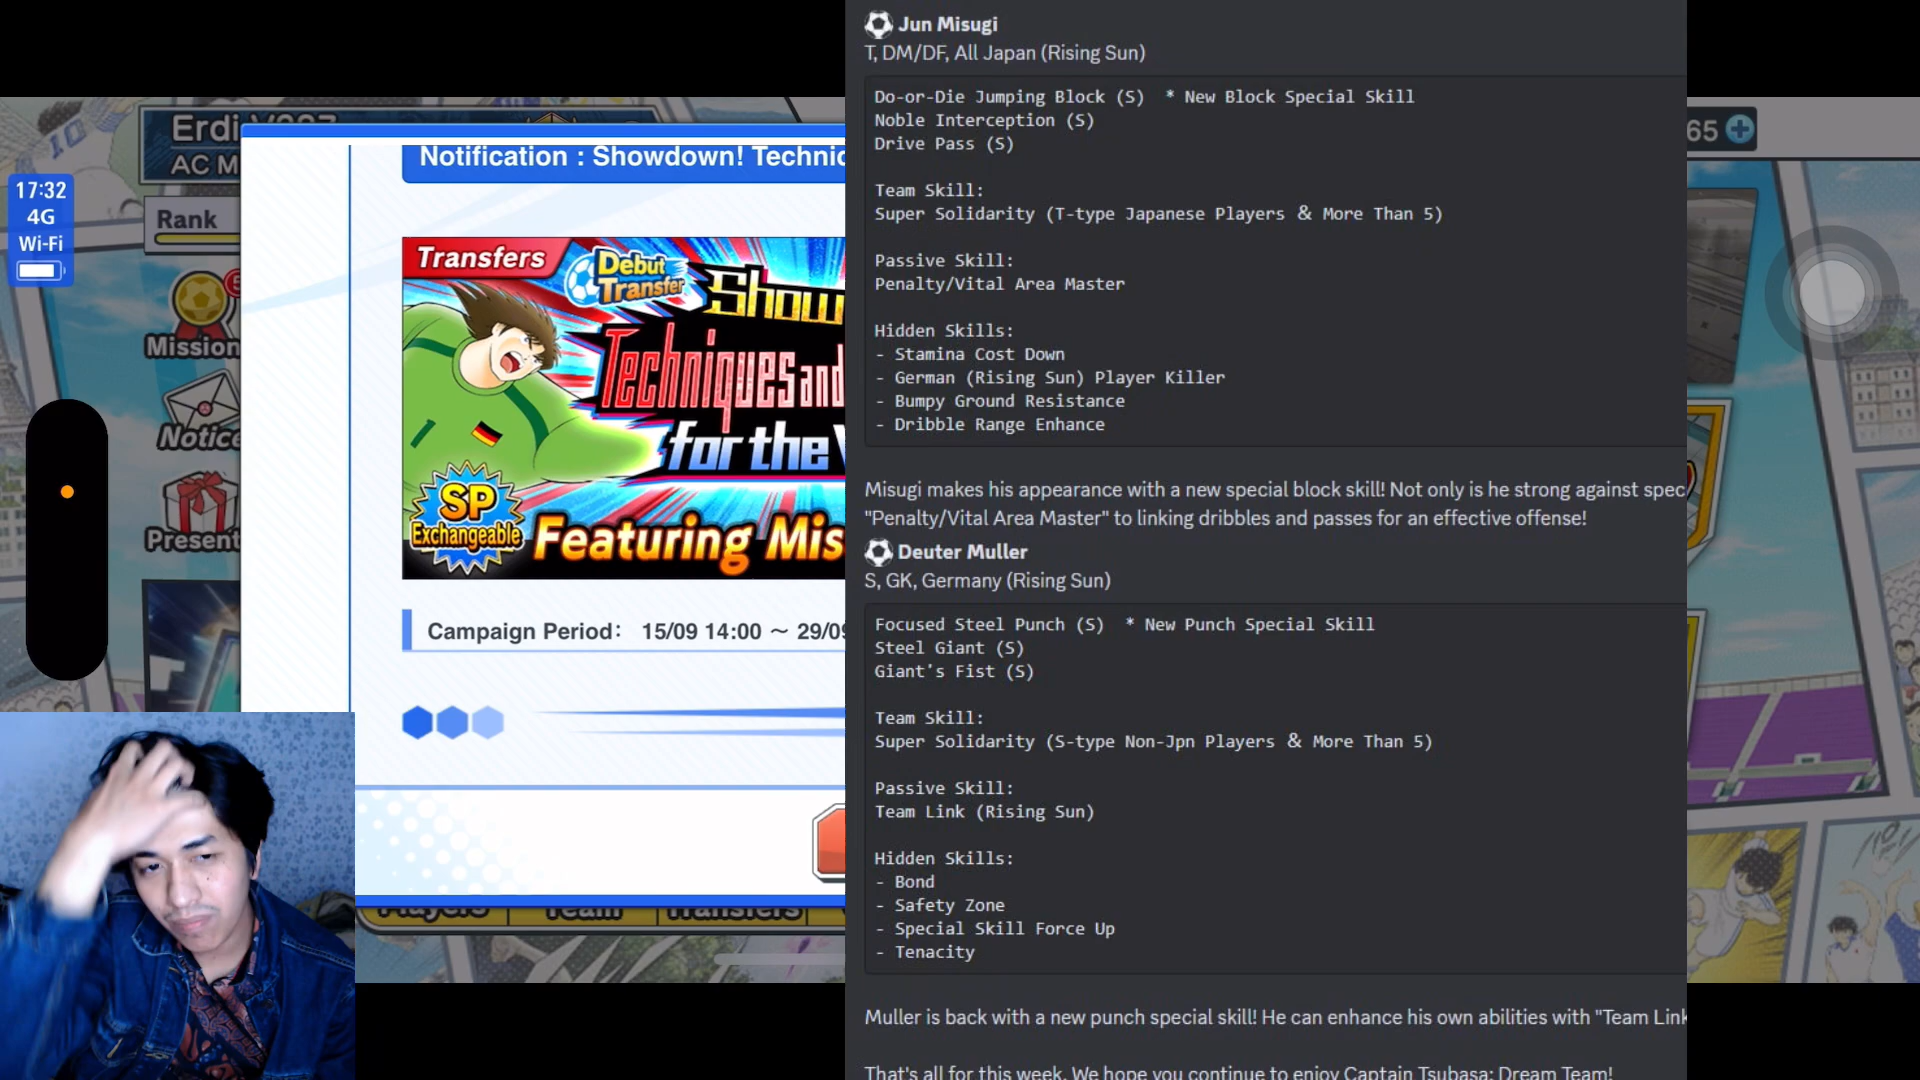 Erdi
AC M
17:32
4G
Wi-Fi
Rank
Mission
Notice
Present
Notification : Showdown! Technic
Transfers
Debut
Transfer
Show
Techniques and
for the
SP
Exchangeable
Featuring Mis
Campaign Period： 15/09 14:00 ～ 29/09
Players
Team
Transfers
Jun Misugi
T, DM/DF, All Japan (Rising Sun)
Do-or-Die Jumping Block (S)  * New Block Special Skill
Noble Interception (S)
Drive Pass (S)
Team Skill:
Super Solidarity (T-type Japanese Players ＆ More Than 5)
Passive Skill:
Penalty/Vital Area Master
Hidden Skills:
- Stamina Cost Down
- German (Rising Sun) Player Killer
- Bumpy Ground Resistance
- Dribble Range Enhance
Misugi makes his appearance with a new special block skill! Not only is he strong against spec
"Penalty/Vital Area Master" to linking dribbles and passes for an effective offense!
Deuter Muller
S, GK, Germany (Rising Sun)
Focused Steel Punch (S)  * New Punch Special Skill
Steel Giant (S)
Giant's Fist (S)
Team Skill:
Super Solidarity (S-type Non-Jpn Players ＆ More Than 5)
Passive Skill:
Team Link (Rising Sun)
Hidden Skills:
- Bond
- Safety Zone
- Special Skill Force Up
- Tenacity
Muller is back with a new punch special skill! He can enhance his own abilities with "Team Link
That's all for this week. We hope you continue to enjoy Captain Tsubasa: Dream Team!
65